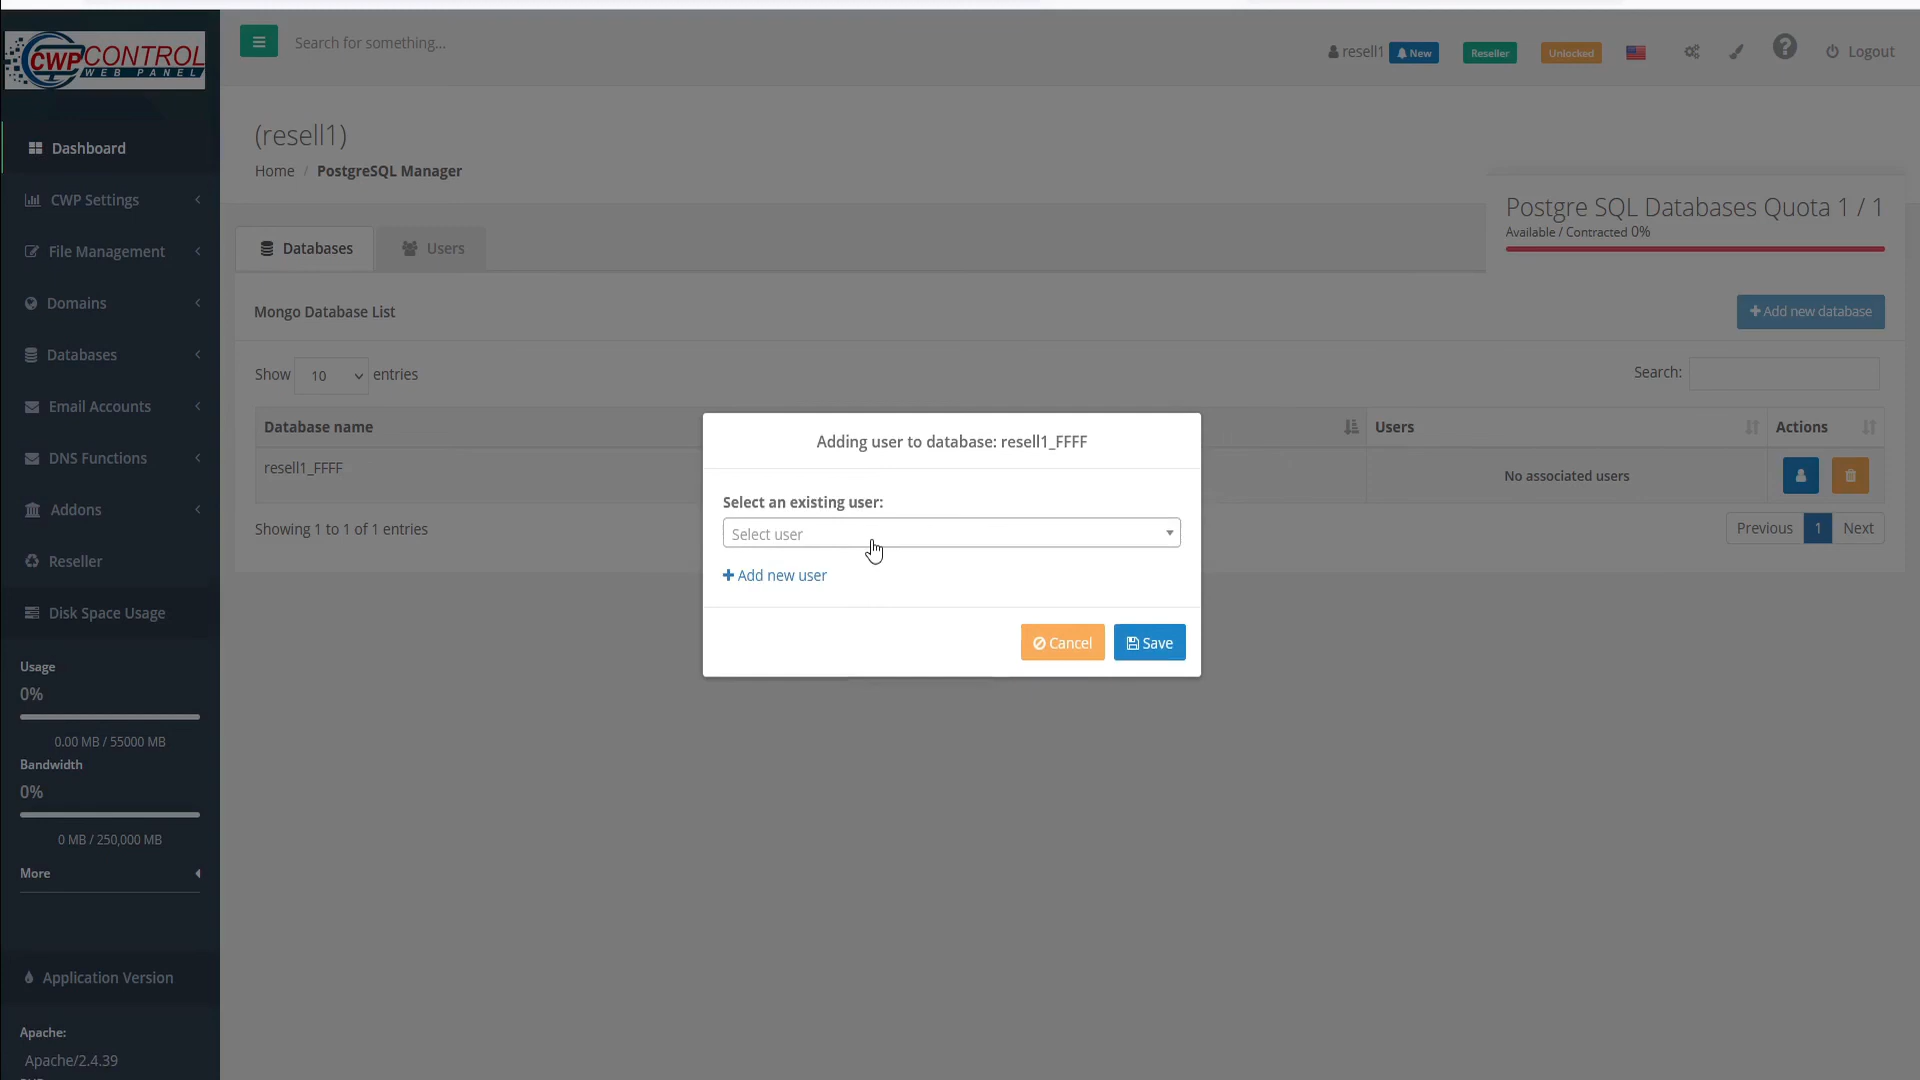 CWP CONTROL
WEB PANEL
Search for something...
resell1 New Reseller Unlocked Logout
Dashboard
CWP Settings
File Management
Domains
Databases
Email Accounts
DNS Functions
Addons
Reseller
Disk Space Usage
Usage
0%
0.00 MB / 55000 MB
Bandwidth
0%
0 MB / 250,000 MB
More
Application Version
Apache:
Apache/2.4.39
(resell1)
Home / PostgreSQL Manager
Postgre SQL Databases Quota 1 / 1
Available / Contracted 0%
Databases Users
Mongo Database List
Add new database
Show 10 entries
Search:
Database name Users Actions
resell1_FFFF No associated users
Showing 1 to 1 of 1 entries
Previous 1 Next
Adding user to database: resell1_FFFF
Select an existing user:
Select user
Add new user
Cancel Save